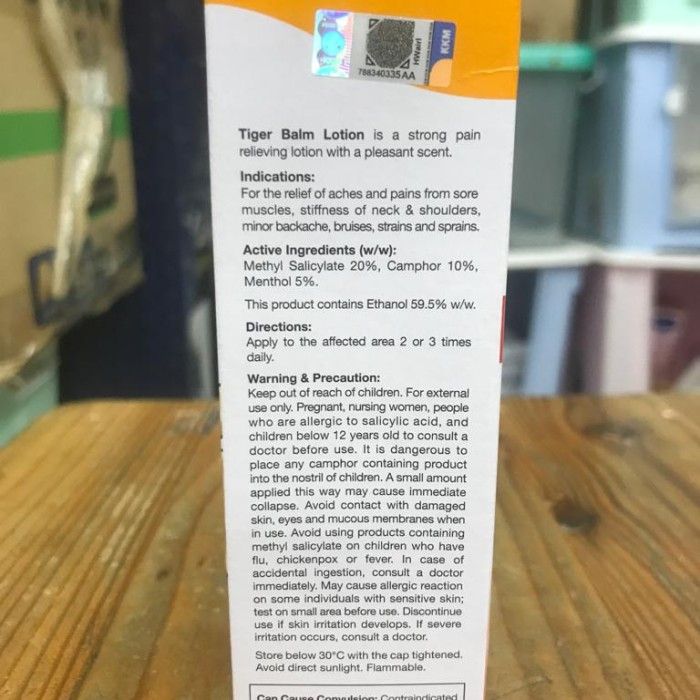 KKM
HWairi
788340335AA
Tiger Balm Lotion is a strong pain
relieving lotion with a pleasant scent.
Indications:
For the relief of aches and pains from sore
muscles, stiffness of neck & shoulders,
minor backache, bruises, strains and sprains.
Active Ingredients (w/w):
Methyl Salicylate 20%, Camphor 10%,
Menthol 5%.
This product contains Ethanol 59.5% w/w.
Directions:
Apply to the affected area 2 or 3 times
daily.
Warning & Precaution:
Keep out of reach of children. For external
use only. Pregnant, nursing women, people
who are allergic to salicylic acid, and
children below 12 years old to consult a
doctor before use. It is dangerous to
place any camphor containing product
into the nostril of children. A small amount
applied this way may cause immediate
collapse. Avoid contact with damaged
skin, eyes and mucous membranes when
in use. Avoid using products containing
methyl salicylate on children who have
flu, chickenpox or fever. In case of
accidental ingestion, consult a doctor
immediately. May cause allergic reaction
on some individuals with sensitive skin;
test on small area before use. Discontinue
use if skin irritation develops. If severe
irritation occurs, consult a doctor.
Store below 30°C with the cap tightened.
Avoid direct sunlight. Flammable.
Can Cause Convulsion: Contraindicated